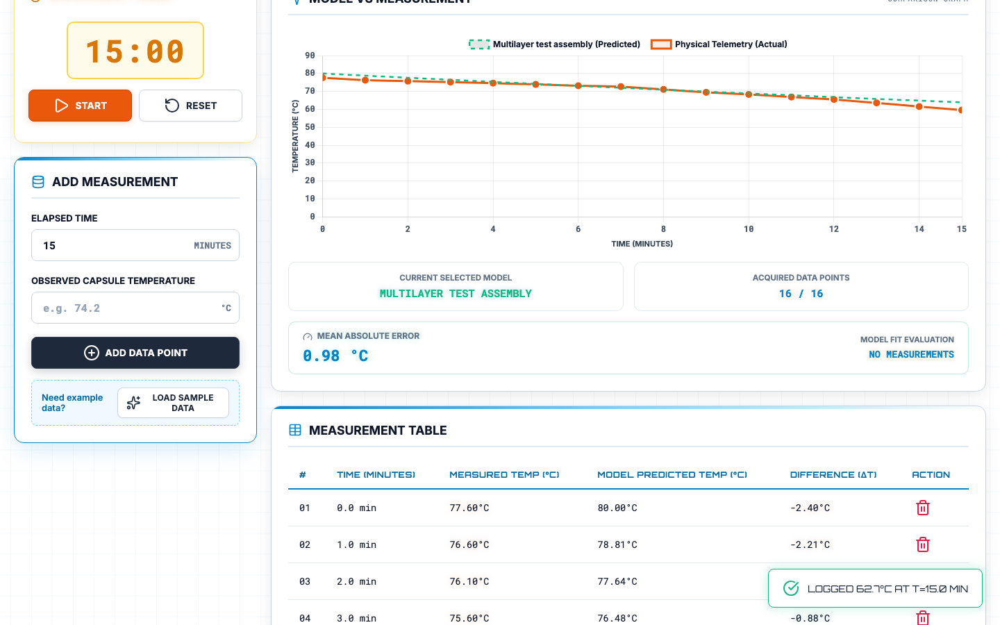 15:00
START
RESET
ADD MEASUREMENT
ELAPSED TIME
15
MINUTES
OBSERVED CAPSULE TEMPERATURE
e.g. 74.2
°C
ADD DATA POINT
Need example data?
LOAD SAMPLE DATA
MODEL VS MEASUREMENT
COMPARISON GRAPH
Multilayer test assembly (Predicted)
Physical Telemetry (Actual)
TEMPERATURE (°C)
90
80
70
60
50
40
30
20
10
0
0 2 4 6 8 10 12 14 15
TIME (MINUTES)
CURRENT SELECTED MODEL
MULTILAYER TEST ASSEMBLY
ACQUIRED DATA POINTS
16 / 16
MEAN ABSOLUTE ERROR
0.98 °C
MODEL FIT EVALUATION
NO MEASUREMENTS
MEASUREMENT TABLE
# TIME (MINUTES) MEASURED TEMP (°C) MODEL PREDICTED TEMP (°C) DIFFERENCE (ΔT) ACTION
01 0.0 min 77.60°C 80.00°C -2.40°C
02 1.0 min 76.60°C 78.81°C -2.21°C
03 2.0 min 76.10°C 77.64°C
04 3.0 min 75.60°C 76.48°C -0.88°C
LOGGED 62.7°C AT T=15.0 MIN